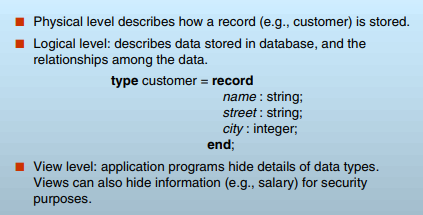 Physical level describes how a record (e.g., customer) is stored.
Logical level: describes data stored in database, and the
relationships among the data.
type customer = record
name : string;
street : string;
city : integer;
end;
View level: application programs hide details of data types.
Views can also hide information (e.g., salary) for security
purposes.